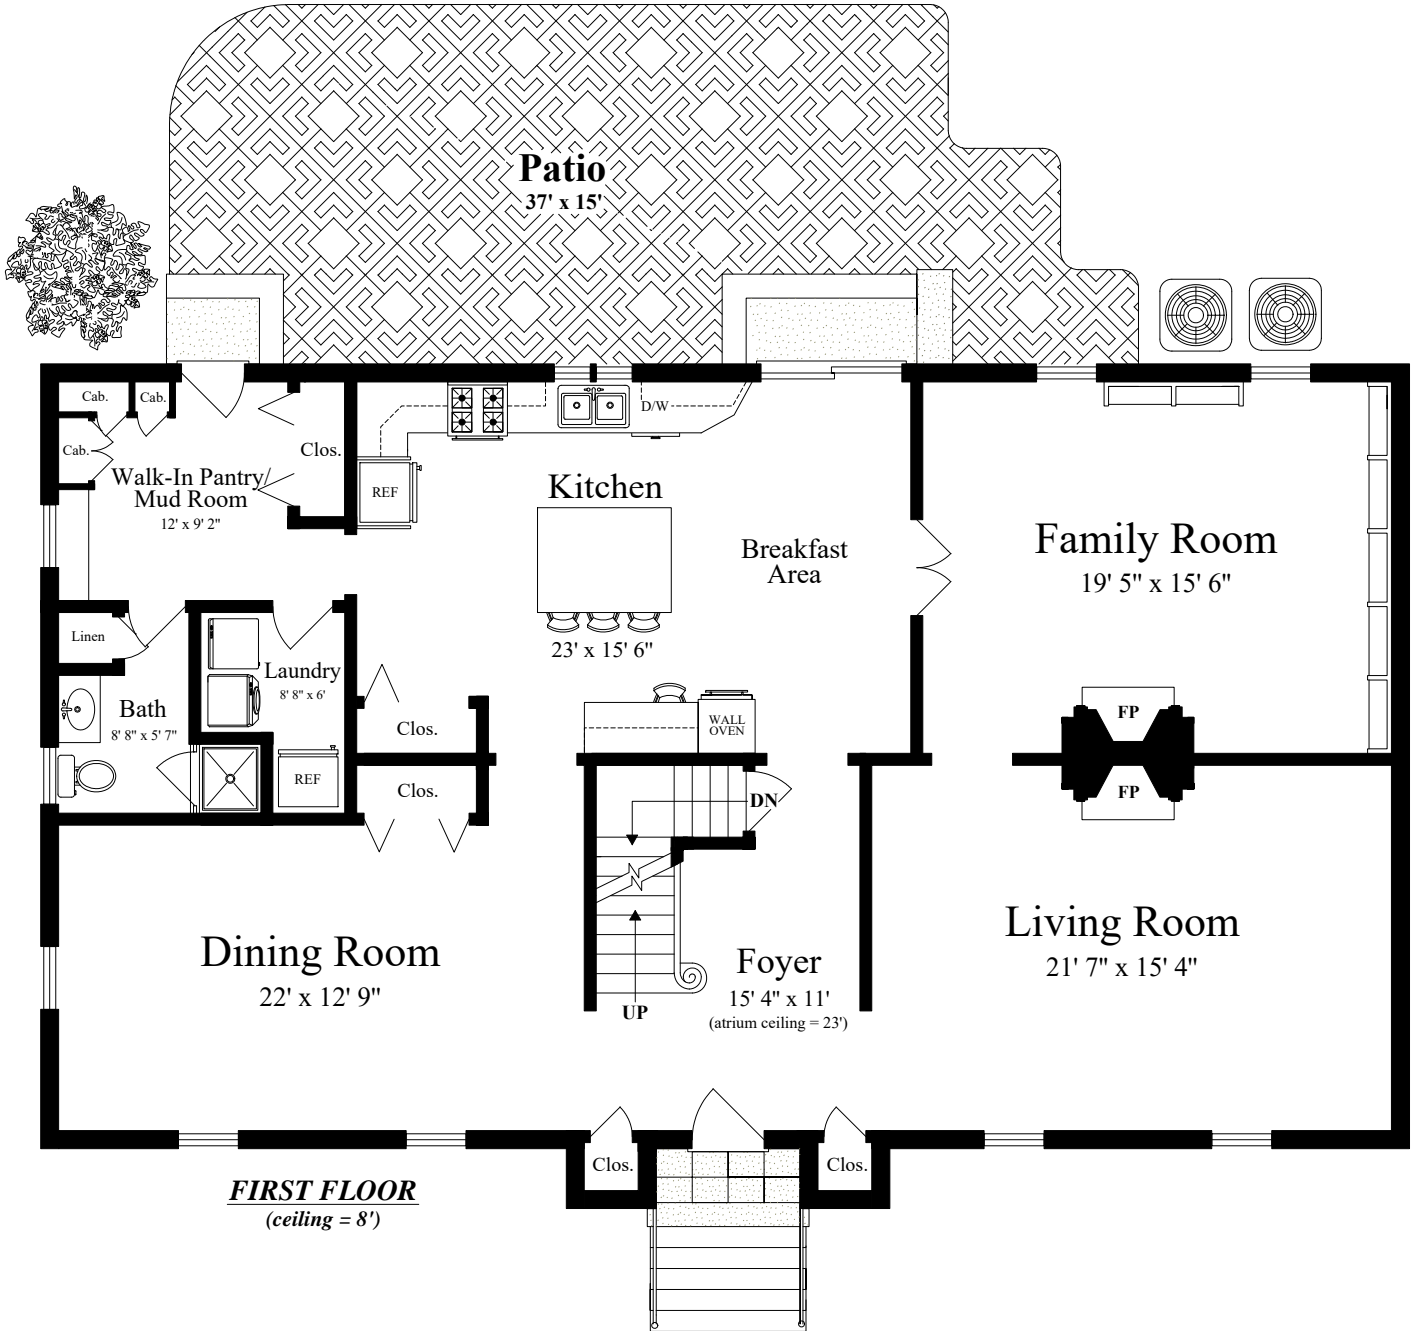 Patio
37' x 15'
Cab.
Cab.
Cab.
Clos.
Walk-In Pantry/
Mud Room
12' x 9' 2"
REF
D/W
Kitchen
Breakfast
Area
23' x 15' 6"
Family Room
19' 5" x 15' 6"
Linen
Laundry
8' 8" x 6'
Bath
8' 8" x 5' 7"
Clos.
WALL
OVEN
FP
REF
Clos.
DN
FP
Dining Room
22' x 12' 9"
UP
Foyer
15' 4" x 11'
(atrium ceiling = 23')
Living Room
21' 7" x 15' 4"
Clos.
Clos.
FIRST FLOOR
(ceiling = 8')